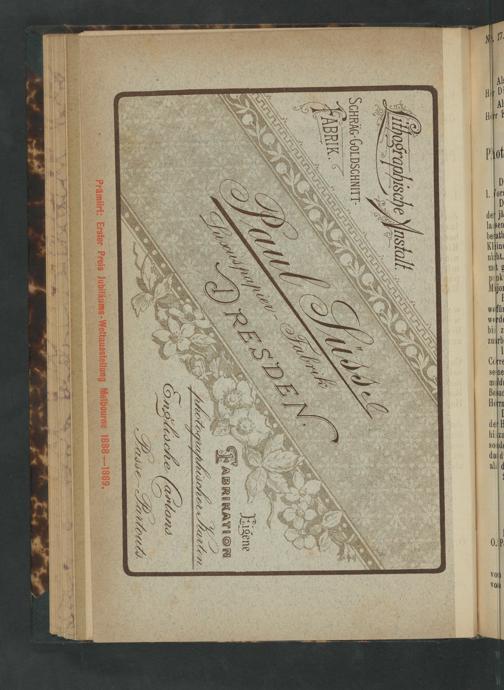 Lithographische Anstalt.
SCHRÄG-GOLDSCHNITT-
FABRIK.
Paul Süsse
Luxuspapier-Fabrik
DRESDEN.
Eigene
FABRIKATION
photographischer Karten
Englische Cartons
Passe Partouts
Prämiirt: Erster Preis Jubiläums-Weltausstellung Melbourne 1888—1889.